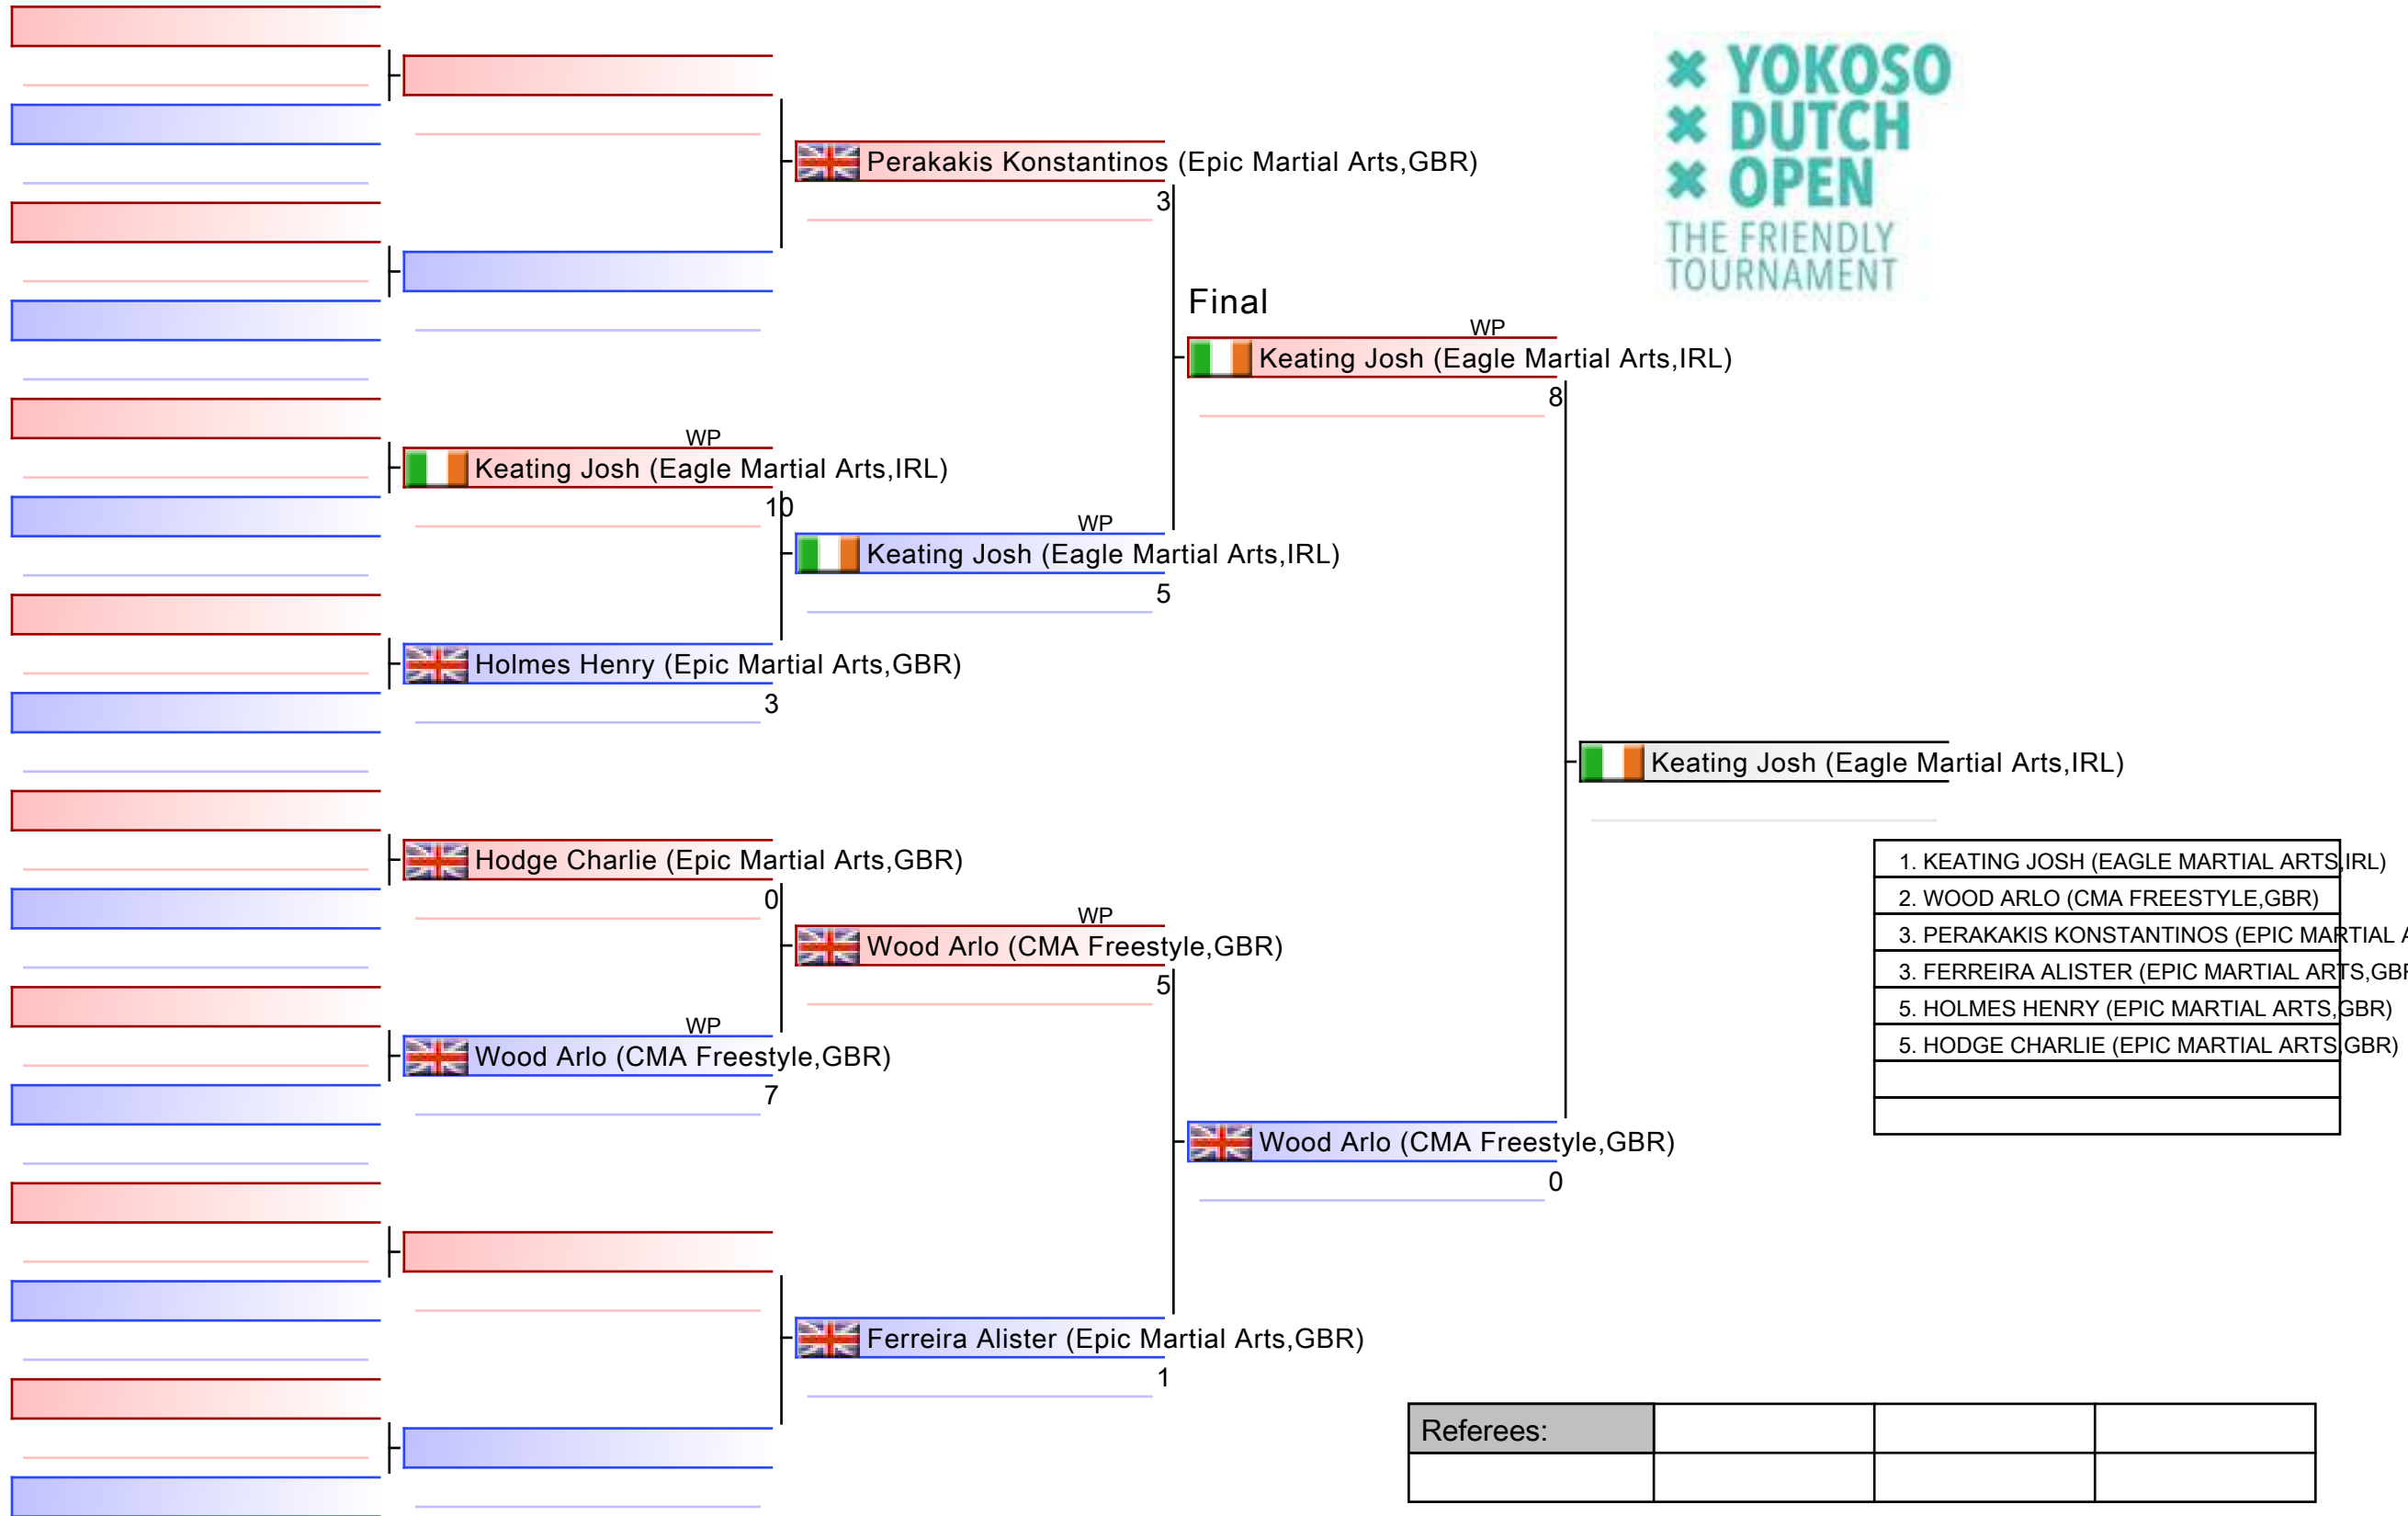 YOKOSO
DUTCH
OPEN
THE FRIENDLY
TOURNAMENT
Perakakis Konstantinos (Epic Martial Arts,GBR)
3
Final
WP
Keating Josh (Eagle Martial Arts,IRL)
8
WP
Keating Josh (Eagle Martial Arts,IRL)
10
WP
Keating Josh (Eagle Martial Arts,IRL)
5
Holmes Henry (Epic Martial Arts,GBR)
3
Keating Josh (Eagle Martial Arts,IRL)
Hodge Charlie (Epic Martial Arts,GBR)
0
WP
Wood Arlo (CMA Freestyle,GBR)
5
WP
Wood Arlo (CMA Freestyle,GBR)
7
Wood Arlo (CMA Freestyle,GBR)
0
Ferreira Alister (Epic Martial Arts,GBR)
1
1. KEATING JOSH (EAGLE MARTIAL ARTS,IRL)
2. WOOD ARLO (CMA FREESTYLE,GBR)
3. PERAKAKIS KONSTANTINOS (EPIC MARTIAL A
3. FERREIRA ALISTER (EPIC MARTIAL ARTS,GBR
5. HOLMES HENRY (EPIC MARTIAL ARTS,GBR)
5. HODGE CHARLIE (EPIC MARTIAL ARTS,GBR)
Referees: